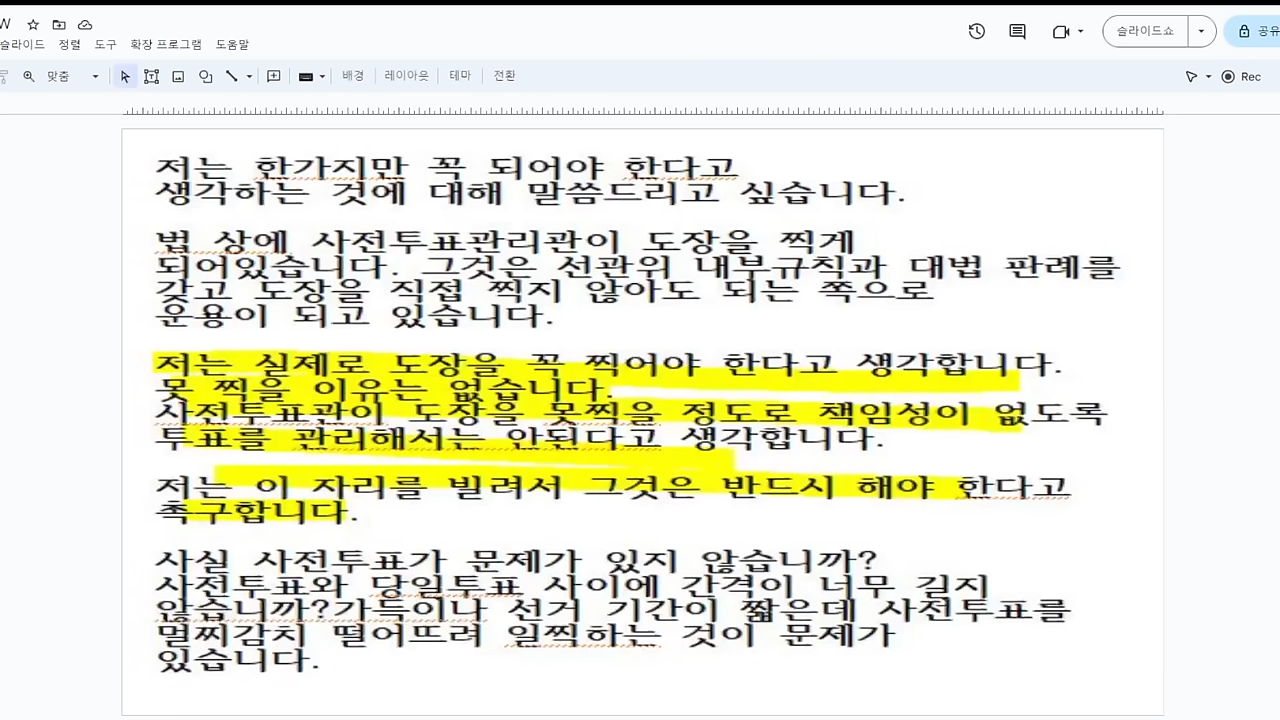 W
슬라이드 정렬 도구 확장 프로그램 도움말
슬라이드쇼
공유
맞춤
배경 레이아웃 테마 전환
Rec
저는 한가지만 꼭 되어야 한다고
생각하는 것에 대해 말씀드리고 싶습니다.
법 상에 사전투표관리관이 도장을 찍게
되어있습니다. 그것은 선관위 내부규칙과 대법 판례를
갖고 도장을 직접 찍지 않아도 되는 쪽으로
운용이 되고 있습니다.
저는 실제로 도장을 꼭 찍어야 한다고 생각합니다.
못 찍을 이유는 없습니다.
사전투표관이 도장을 못찍을 정도로 책임성이 없도록
투표를 관리해서는 안된다고 생각합니다.
저는 이 자리를 빌려서 그것은 반드시 해야 한다고
촉구합니다.
사실 사전투표가 문제가 있지 않습니까?
사전투표와 당일투표 사이에 간격이 너무 길지
않습니까?가득이나 선거 기간이 짧은데 사전투표를
멀찌감치 떨어뜨려 일찍하는 것이 문제가
있습니다.